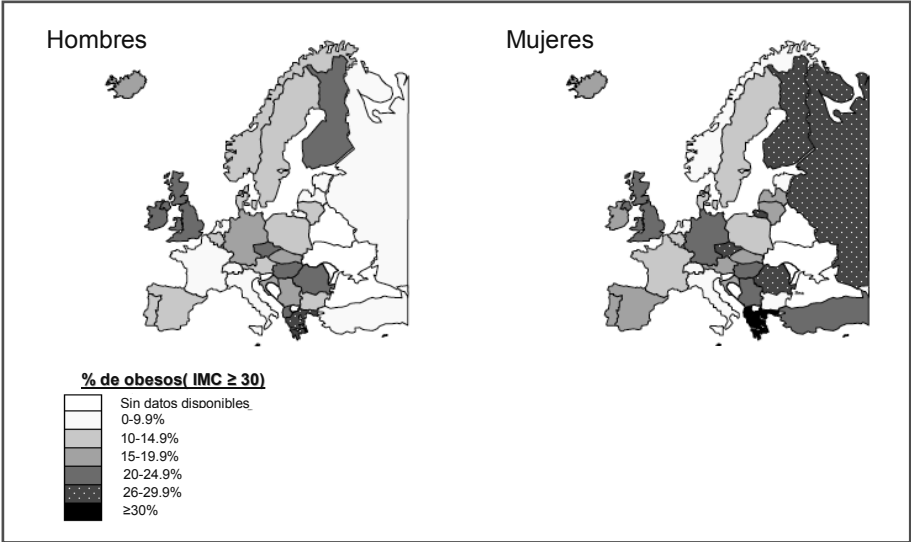 Hombres
Mujeres
% de obesos( IMC ≥ 30)
Sin datos disponibles
0-9.9%
10-14.9%
15-19.9%
20-24.9%
26-29.9%
≥30%